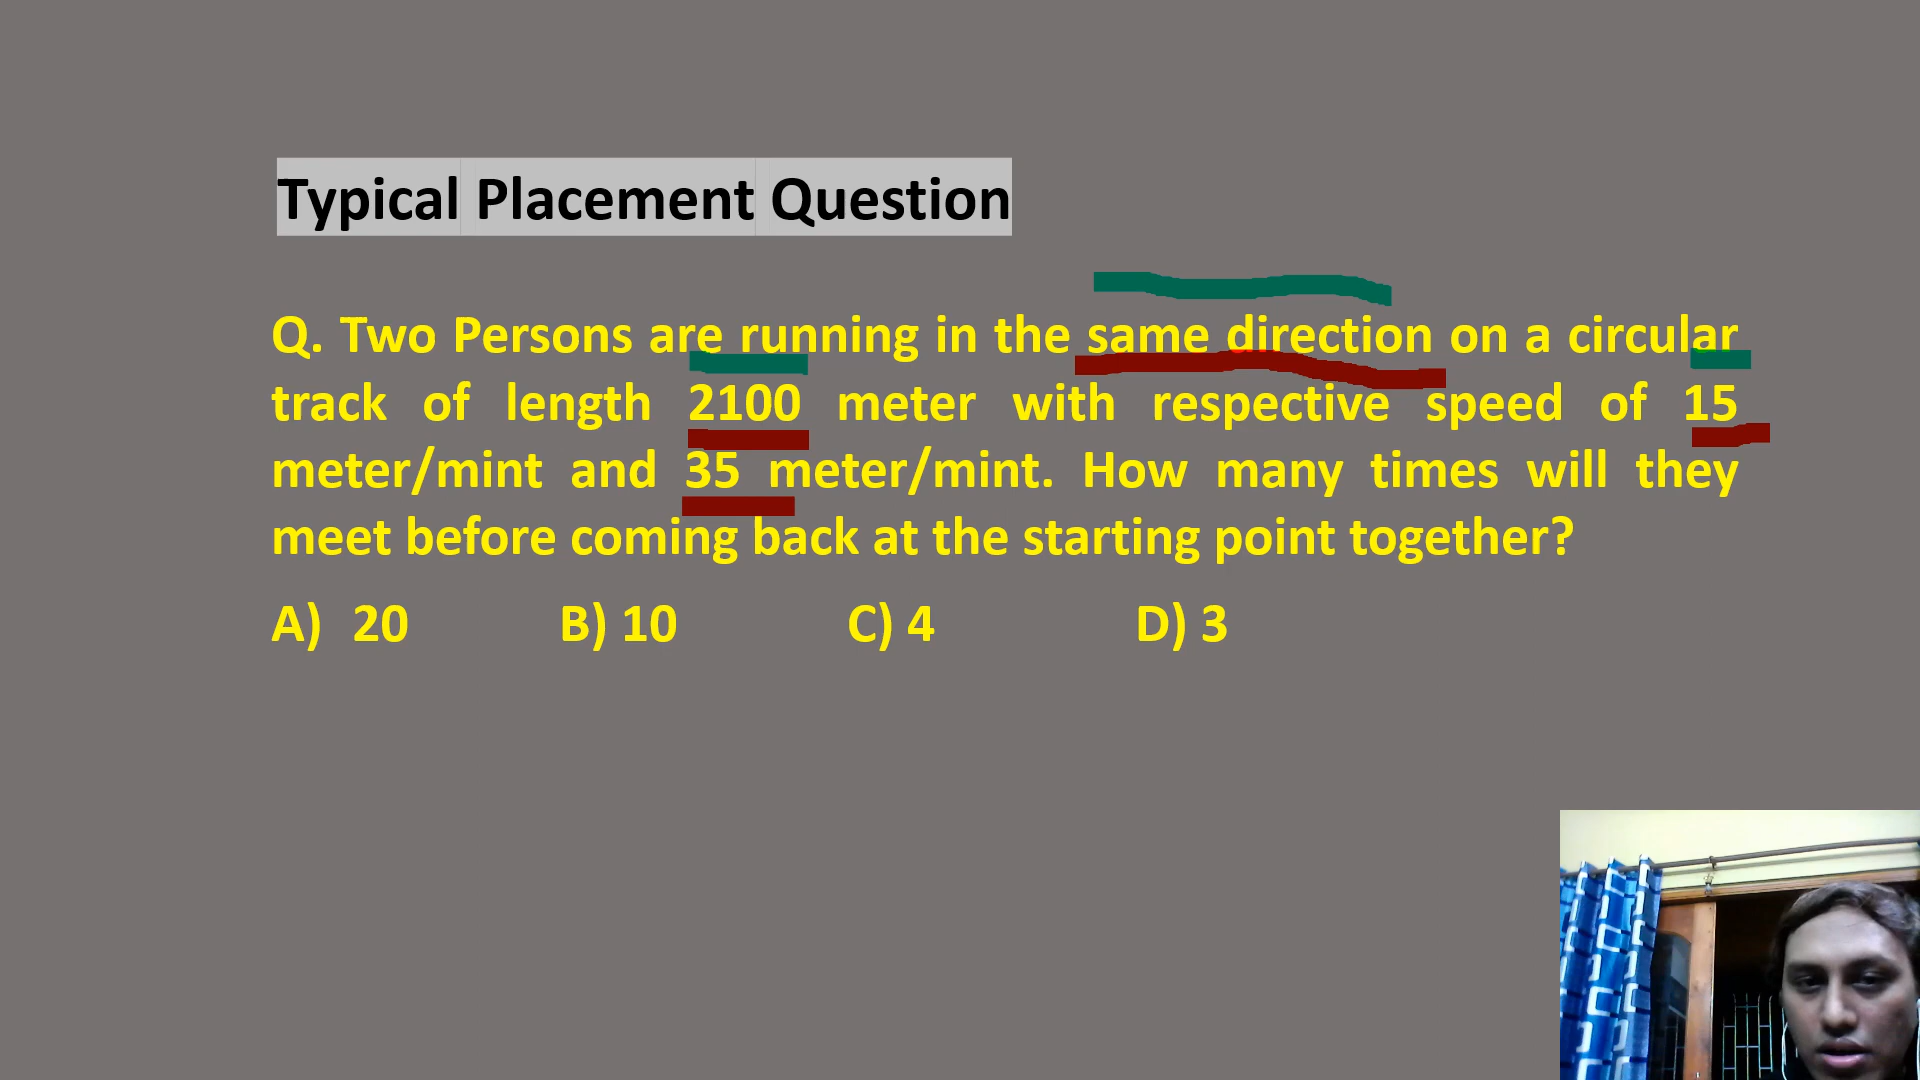 Typical Placement Question
Q. Two Persons are running in the same direction on a circular
track of length 2100 meter with respective speed of 15
meter/mint and 35 meter/mint. How many times will they
meet before coming back at the starting point together?
A) 20 B) 10 C) 4 D) 3